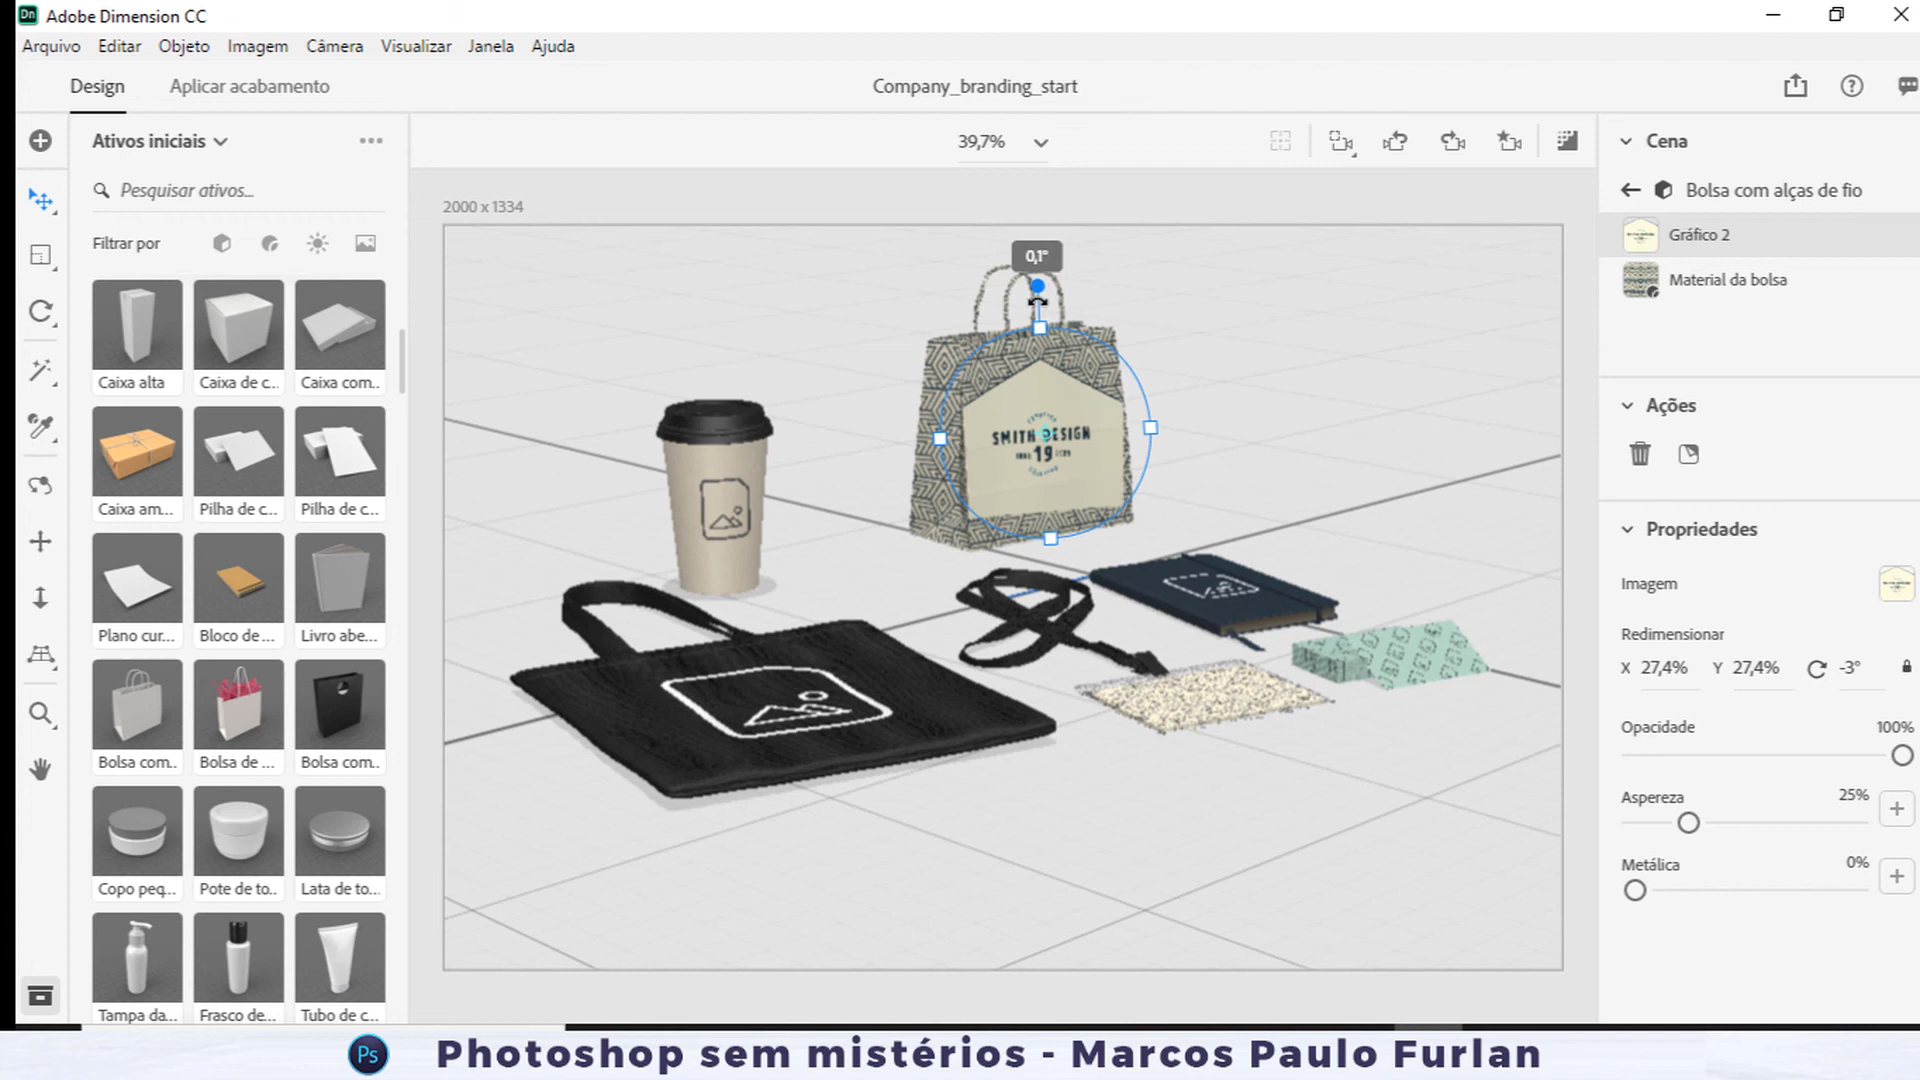 Dn Adobe Dimension CC
Arquivo Editar Objeto Imagem Câmera Visualizar Janela Ajuda
Design Aplicar acabamento Company_branding_start
Ativos iniciais
39,7%
Pesquisar ativos...
Filtrar por
2000 x 1334
0,1°
Caixa alta Caixa de c... Caixa com..
Caixa am... Pilha de c... Pilha de c...
Plano cur... Bloco de ... Livro abe...
Bolsa com.. Bolsa de ... Bolsa com..
Copo peq... Pote de to.. Lata de to...
Tampa da... Frasco de... Tubo de c...
SMITH DESIGN
19
Cena
Bolsa com alças de fio
Gráfico 2
Material da bolsa
Ações
Propriedades
Imagem
Redimensionar
X 27,4% Y 27,4% -3°
Opacidade 100%
Aspereza 25%
Metálica 0%
Ps Photoshop sem mistérios - Marcos Paulo Furlan